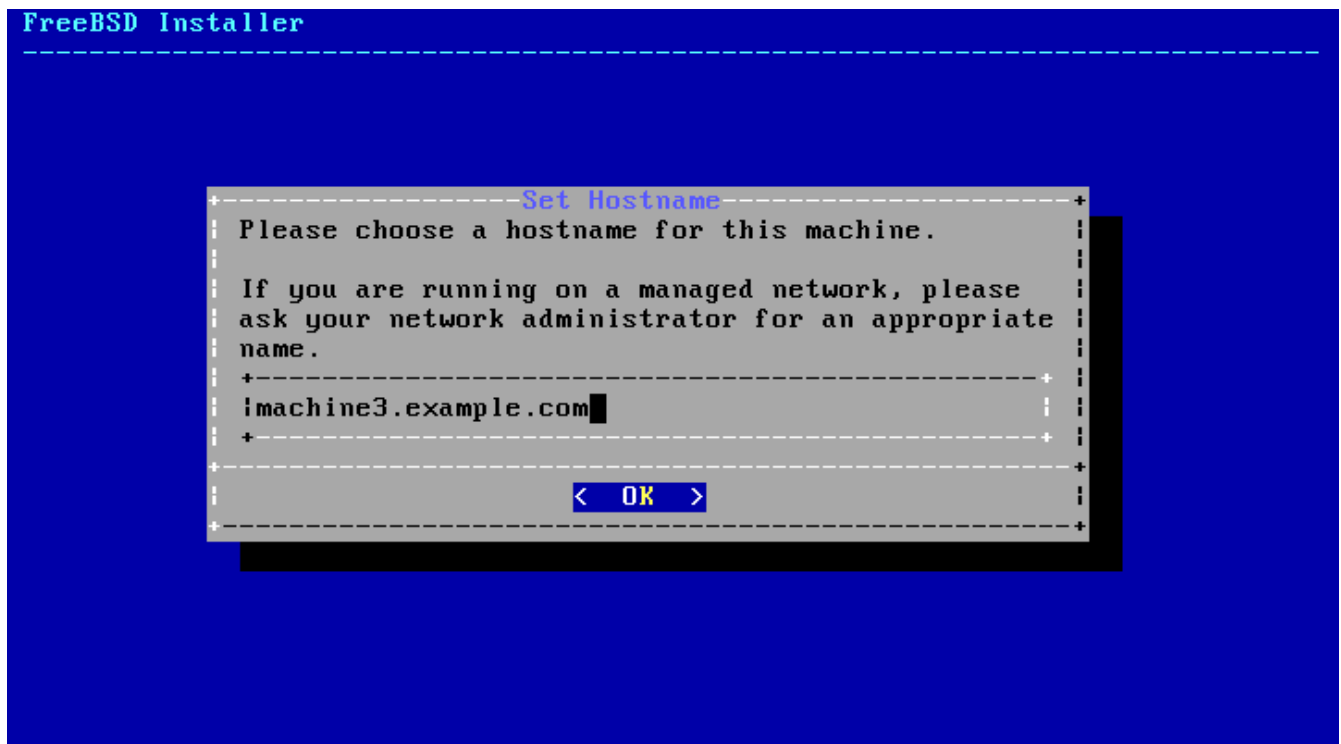 FreeBSD Installer
Set Hostname
Please choose a hostname for this machine.
If you are running on a managed network, please
ask your network administrator for an appropriate
name.
machine3.example.com
< OK >